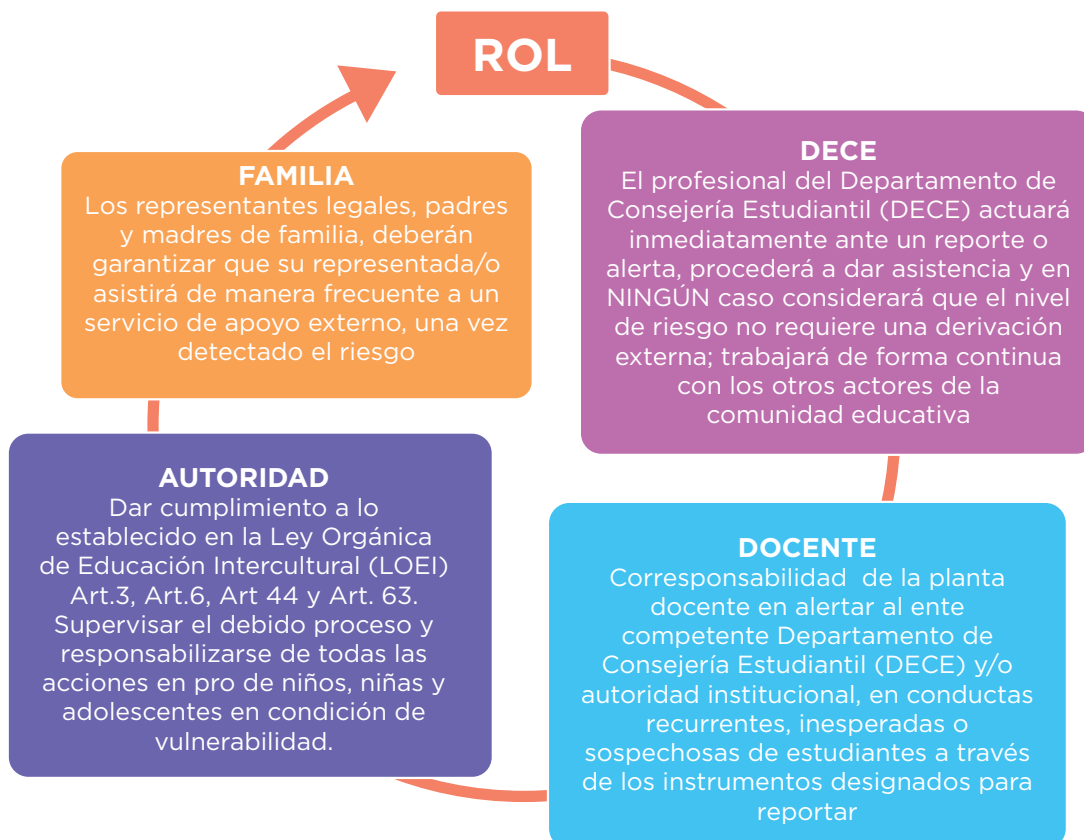 ROL
DECE
El profesional del Departamento de
Consejería Estudiantil (DECE) actuará
inmediatamente ante un reporte o
alerta, procederá a dar asistencia y en
NINGÚN caso considerará que el nivel
de riesgo no requiere una derivación
externa; trabajará de forma continua
con los otros actores de la
comunidad educativa
DOCENTE
Corresponsabilidad de la planta
docente en alertar al ente
competente Departamento de
Consejería Estudiantil (DECE) y/o
autoridad institucional, en conductas
recurrentes, inesperadas o
sospechosas de estudiantes a través
de los instrumentos designados para
reportar
AUTORIDAD
Dar cumplimiento a lo
establecido en la Ley Orgánica
de Educación Intercultural (LOEI)
Art.3, Art.6, Art 44 y Art. 63.
Supervisar el debido proceso y
responsabilizarse de todas las
acciones en pro de niños, niñas y
adolescentes en condición de
vulnerabilidad.
FAMILIA
Los representantes legales, padres
y madres de familia, deberán
garantizar que su representada/o
asistirá de manera frecuente a un
servicio de apoyo externo, una vez
detectado el riesgo